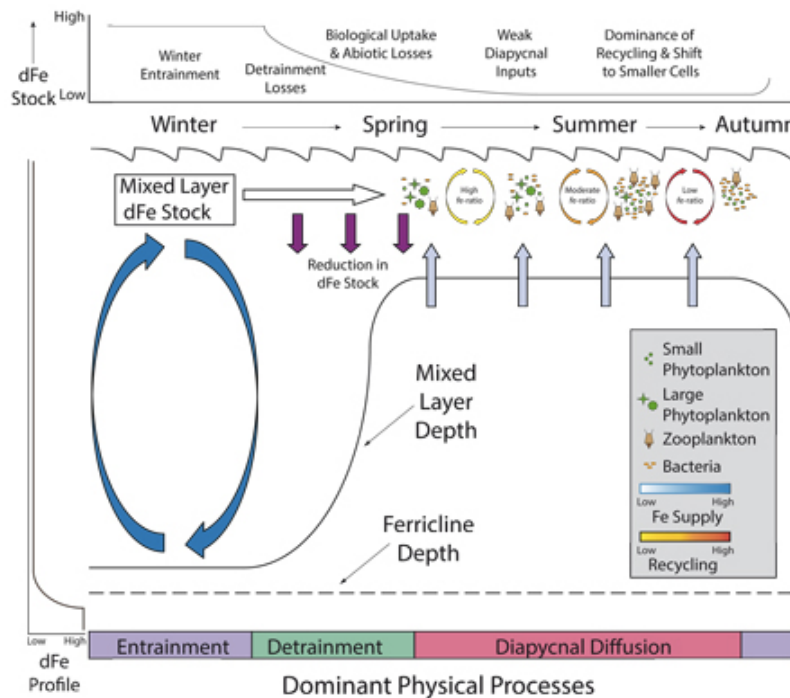 High
dFe
Stock
Low
Winter
Entrainment
Detrainment
Losses
Biological Uptake
& Abiotic Losses
Weak
Diapycnal
Inputs
Dominance of
Recycling & Shift
to Smaller Cells
Winter
Spring
Summer
Autumn
Mixed Layer
dFe Stock
High
fe-ratio
Moderate
fe-ratio
Low
fe-ratio
Reduction in
dFe Stock
Mixed
Layer
Depth
Ferricline
Depth
Small
Phytoplankton
Large
Phytoplankton
Zooplankton
Bacteria
Low High
Fe Supply
Low High
Recycling
Low High
dFe
Profile
Entrainment
Detrainment
Diapycnal Diffusion
Dominant Physical Processes